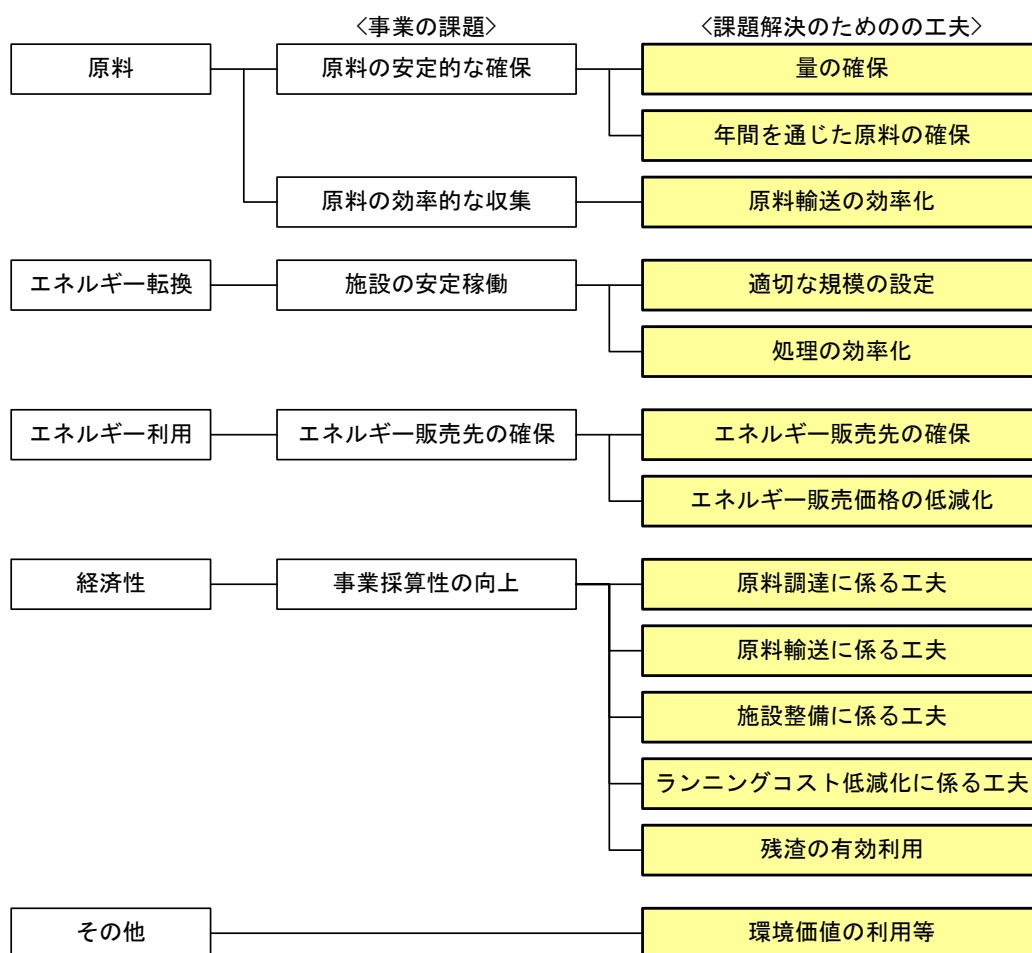 〈事業の課題〉 〈課題解決のためのの工夫〉
原料 原料の安定的な確保 量の確保
年間を通じた原料の確保
原料の効率的な収集 原料輸送の効率化
エネルギー転換 施設の安定稼働 適切な規模の設定
処理の効率化
エネルギー利用 エネルギー販売先の確保 エネルギー販売先の確保
エネルギー販売価格の低減化
経済性 事業採算性の向上 原料調達に係る工夫
原料輸送に係る工夫
施設整備に係る工夫
ランニングコスト低減化に係る工夫
残渣の有効利用
その他 環境価値の利用等